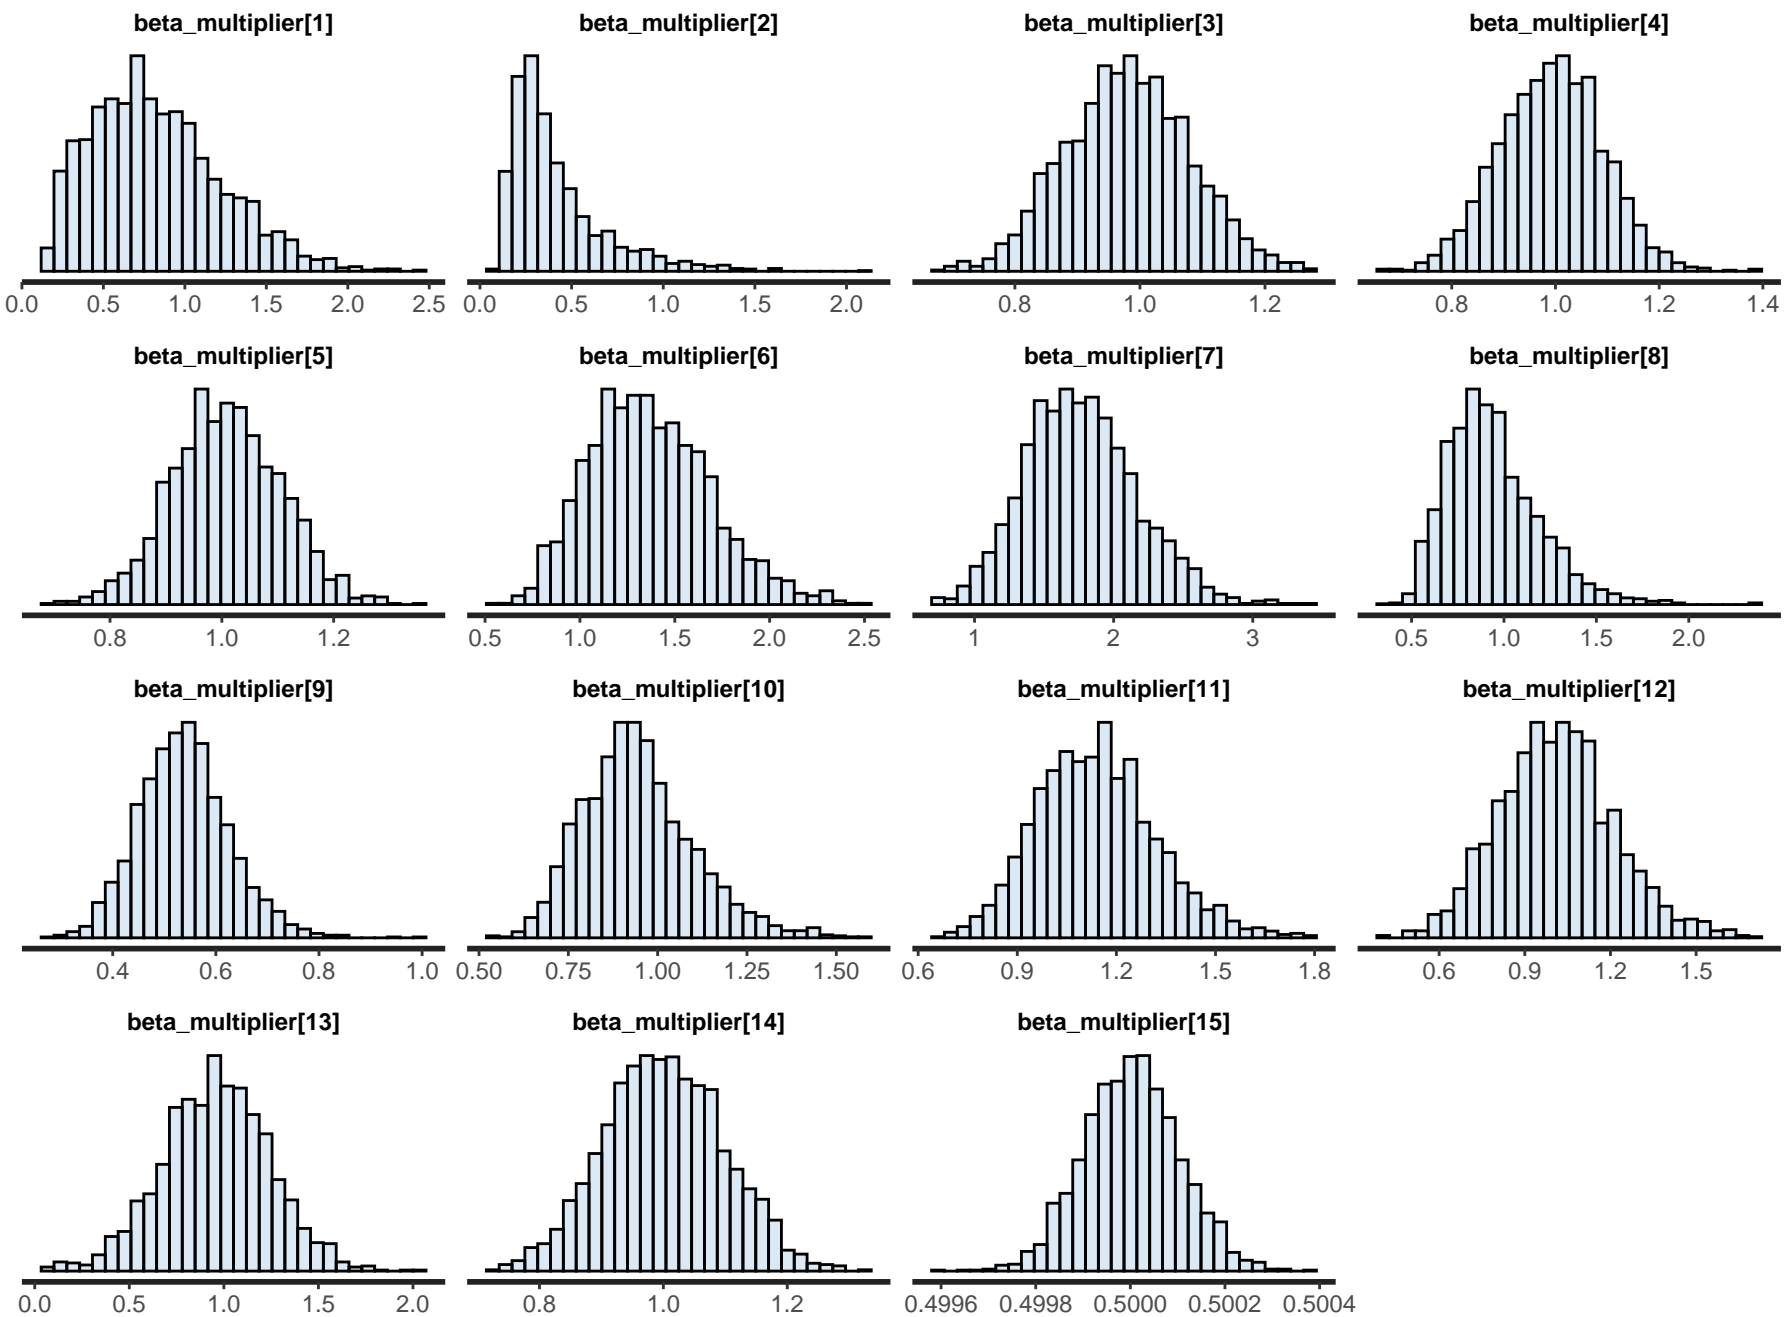 beta_multiplier[1] beta_multiplier[2] beta_multiplier[3] beta_multiplier[4]
0.0 0.5 1.0 1.5 2.0 2.5 0.0 0.5 1.0 1.5 2.0 0.8 1.0 1.2 0.8 1.0 1.2 1.4
beta_multiplier[5] beta_multiplier[6] beta_multiplier[7] beta_multiplier[8]
0.8 1.0 1.2 0.5 1.0 1.5 2.0 2.5 1 2 3 0.5 1.0 1.5 2.0
beta_multiplier[9] beta_multiplier[10] beta_multiplier[11] beta_multiplier[12]
0.4 0.6 0.8 1.0 0.50 0.75 1.00 1.25 1.50 0.6 0.9 1.2 1.5 1.8 0.6 0.9 1.2 1.5
beta_multiplier[13] beta_multiplier[14] beta_multiplier[15]
0.0 0.5 1.0 1.5 2.0 0.8 1.0 1.2 0.4996 0.4998 0.5000 0.5002 0.5004